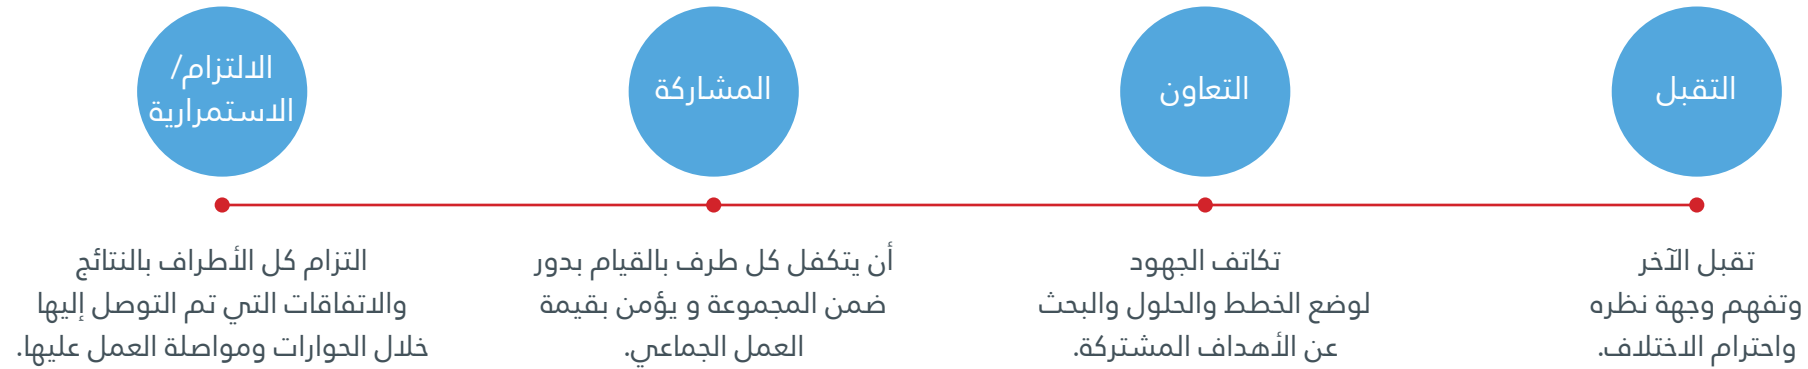 التقبل
تقبل الآخر
وتفهم وجهة نظره
واحترام الاختلاف.
التعاون
تكاتف الجهود
لوضع الخطط والحلول والبحث
عن الأهداف المشتركة.
المشاركة
أن يتكفل كل طرف بالقيام بدور
ضمن المجموعة و يؤمن بقيمة
العمل الجماعي.
الالتزام/
الاستمرارية
التزام كل الأطراف بالنتائج
والاتفاقات التي تم التوصل إليها
خلال الحوارات ومواصلة العمل عليها.